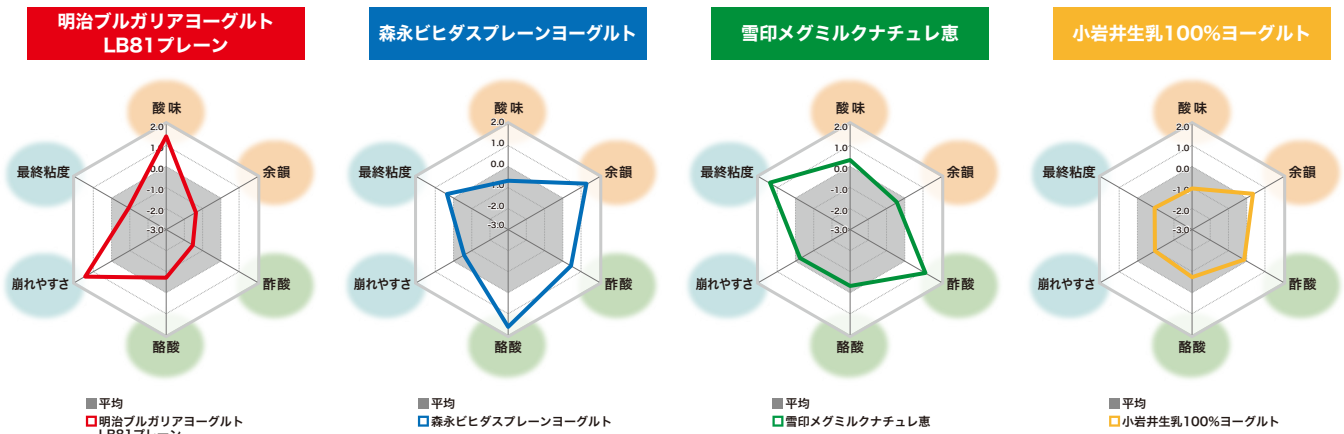 明治ブルガリアヨーグルト
LB81プレーン
酸味
2.0
1.0
0.0
-1.0
-2.0
-3.0
余韻
酢酸
酪酸
崩れやすさ
最終粘度
平均
明治ブルガリアヨーグルト
LB81プレーン
森永ビヒダスプレーンヨーグルト
酸味
2.0
1.0
0.0
-1.0
-2.0
-3.0
余韻
酢酸
酪酸
崩れやすさ
最終粘度
平均
森永ビヒダスプレーンヨーグルト
雪印メグミルクナチュレ恵
酸味
2.0
1.0
0.0
-1.0
-2.0
-3.0
余韻
酢酸
酪酸
崩れやすさ
最終粘度
平均
雪印メグミルクナチュレ恵
小岩井生乳100%ヨーグルト
酸味
2.0
1.0
0.0
-1.0
-2.0
-3.0
余韻
酢酸
酪酸
崩れやすさ
最終粘度
平均
小岩井生乳100%ヨーグルト